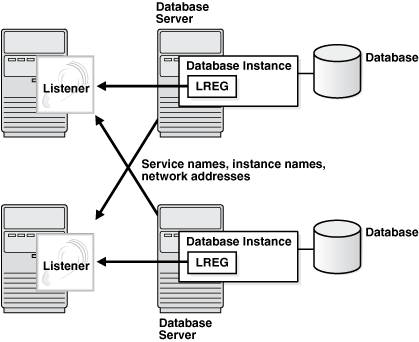 Database
Server
Database Instance
Database
Listener
LREG
Service names, instance names,
network addresses
Database Instance
Database
Listener
LREG
Database
Server